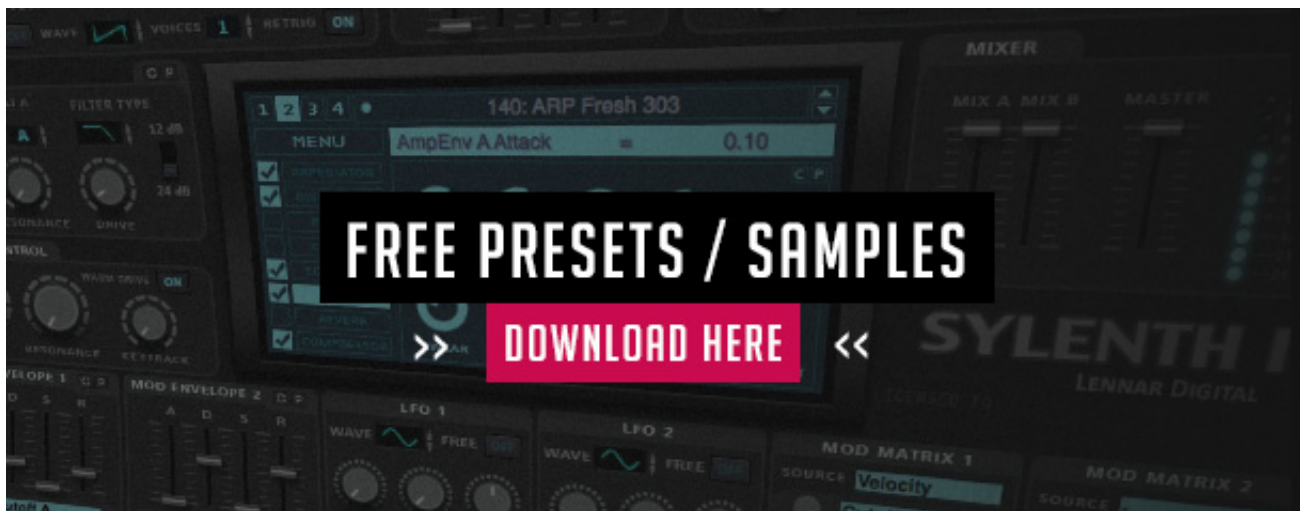 WAVE VOICES 1 RETRIG ON
MIXER
C P
FILTER TYPE
1 2 3 4 140: ARP Fresh 303
MIX A MIX B MASTER
A 12 dB
MENU AmpEnv A Attack = 0.10
ARPEGIATOR C P
24 dB
DRIVE
FREE PRESETS / SAMPLES
WARM DRIVE ON
REVERB
>> DOWNLOAD HERE <<
COMPRESSOR
RESONANCE KEYTRACK
SYLENTH 1
LENNAR DIGITAL
MOD ENVELOPE 2
A D S R
LFO 1
LFO 2
WAVE FREE OFF
WAVE FREE OFF
MOD MATRIX 1
MOD MATRIX 2
SOURCE Velocity
SOURCE